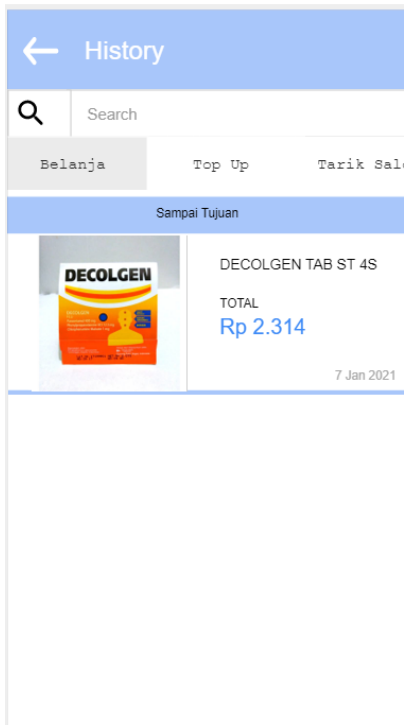 History
Search
Belanja Top Up Tarik Sal
Sampai Tujuan
DECOLGEN
DECOLGEN TAB ST 4S
TOTAL
Rp 2.314
7 Jan 2021